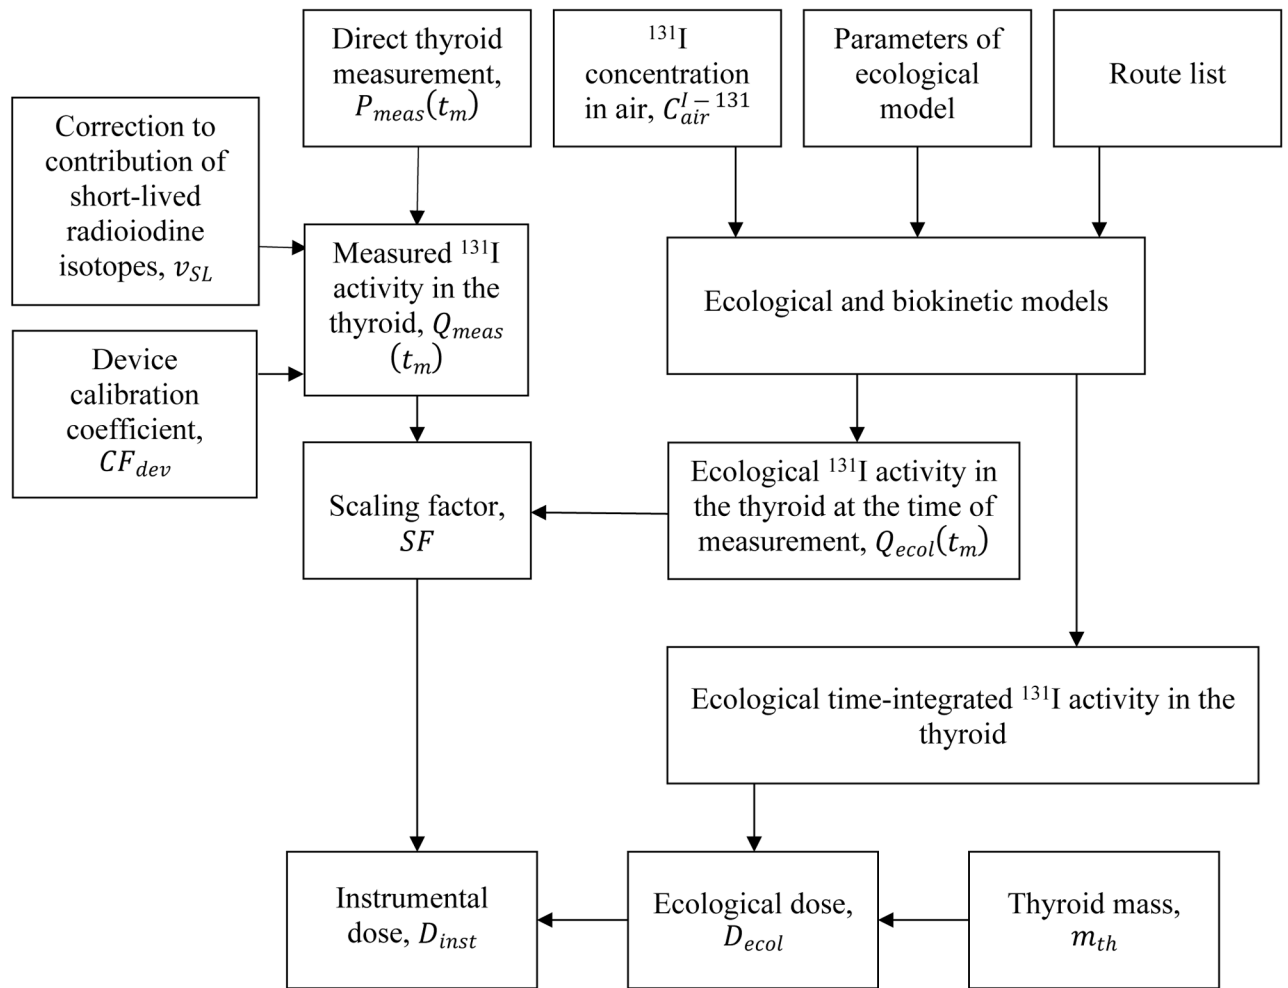 Direct thyroid
measurement,
P_meas(t_m)
¹³¹I
concentration
in air, C_air^{I−131}
Parameters of
ecological
model
Route list
Correction to
contribution of
short-lived
radioiodine
isotopes, v_SL
Measured ¹³¹I
activity in the
thyroid, Q_meas
(t_m)
Ecological and biokinetic models
Device
calibration
coefficient,
CF_dev
Scaling factor,
SF
Ecological ¹³¹I activity in
the thyroid at the time of
measurement, Q_ecol(t_m)
Ecological time-integrated ¹³¹I activity in the
thyroid
Instrumental
dose, D_inst
Ecological dose,
D_ecol
Thyroid mass,
m_th